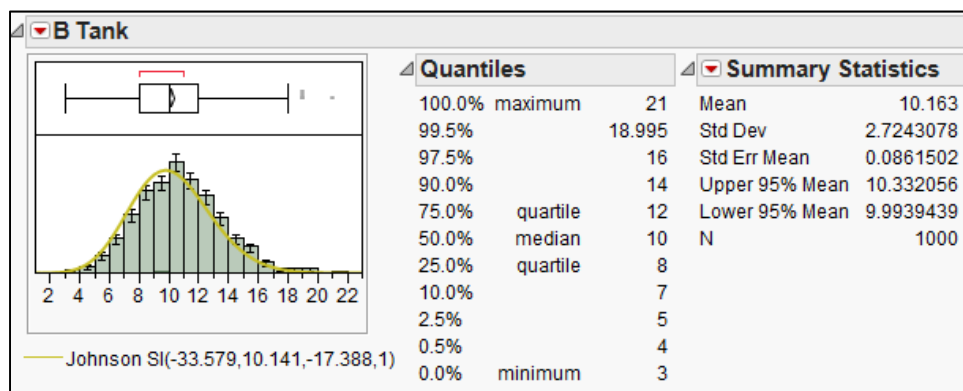 B Tank
Quantiles
100.0% maximum 21
99.5% 18.995
97.5% 16
90.0% 14
75.0% quartile 12
50.0% median 10
25.0% quartile 8
10.0% 7
2.5% 5
0.5% 4
0.0% minimum 3
Summary Statistics
Mean 10.163
Std Dev 2.7243078
Std Err Mean 0.0861502
Upper 95% Mean 10.332056
Lower 95% Mean 9.9939439
N 1000
2 4 6 8 10 12 14 16 18 20 22
Johnson Sl(-33.579,10.141,-17.388,1)